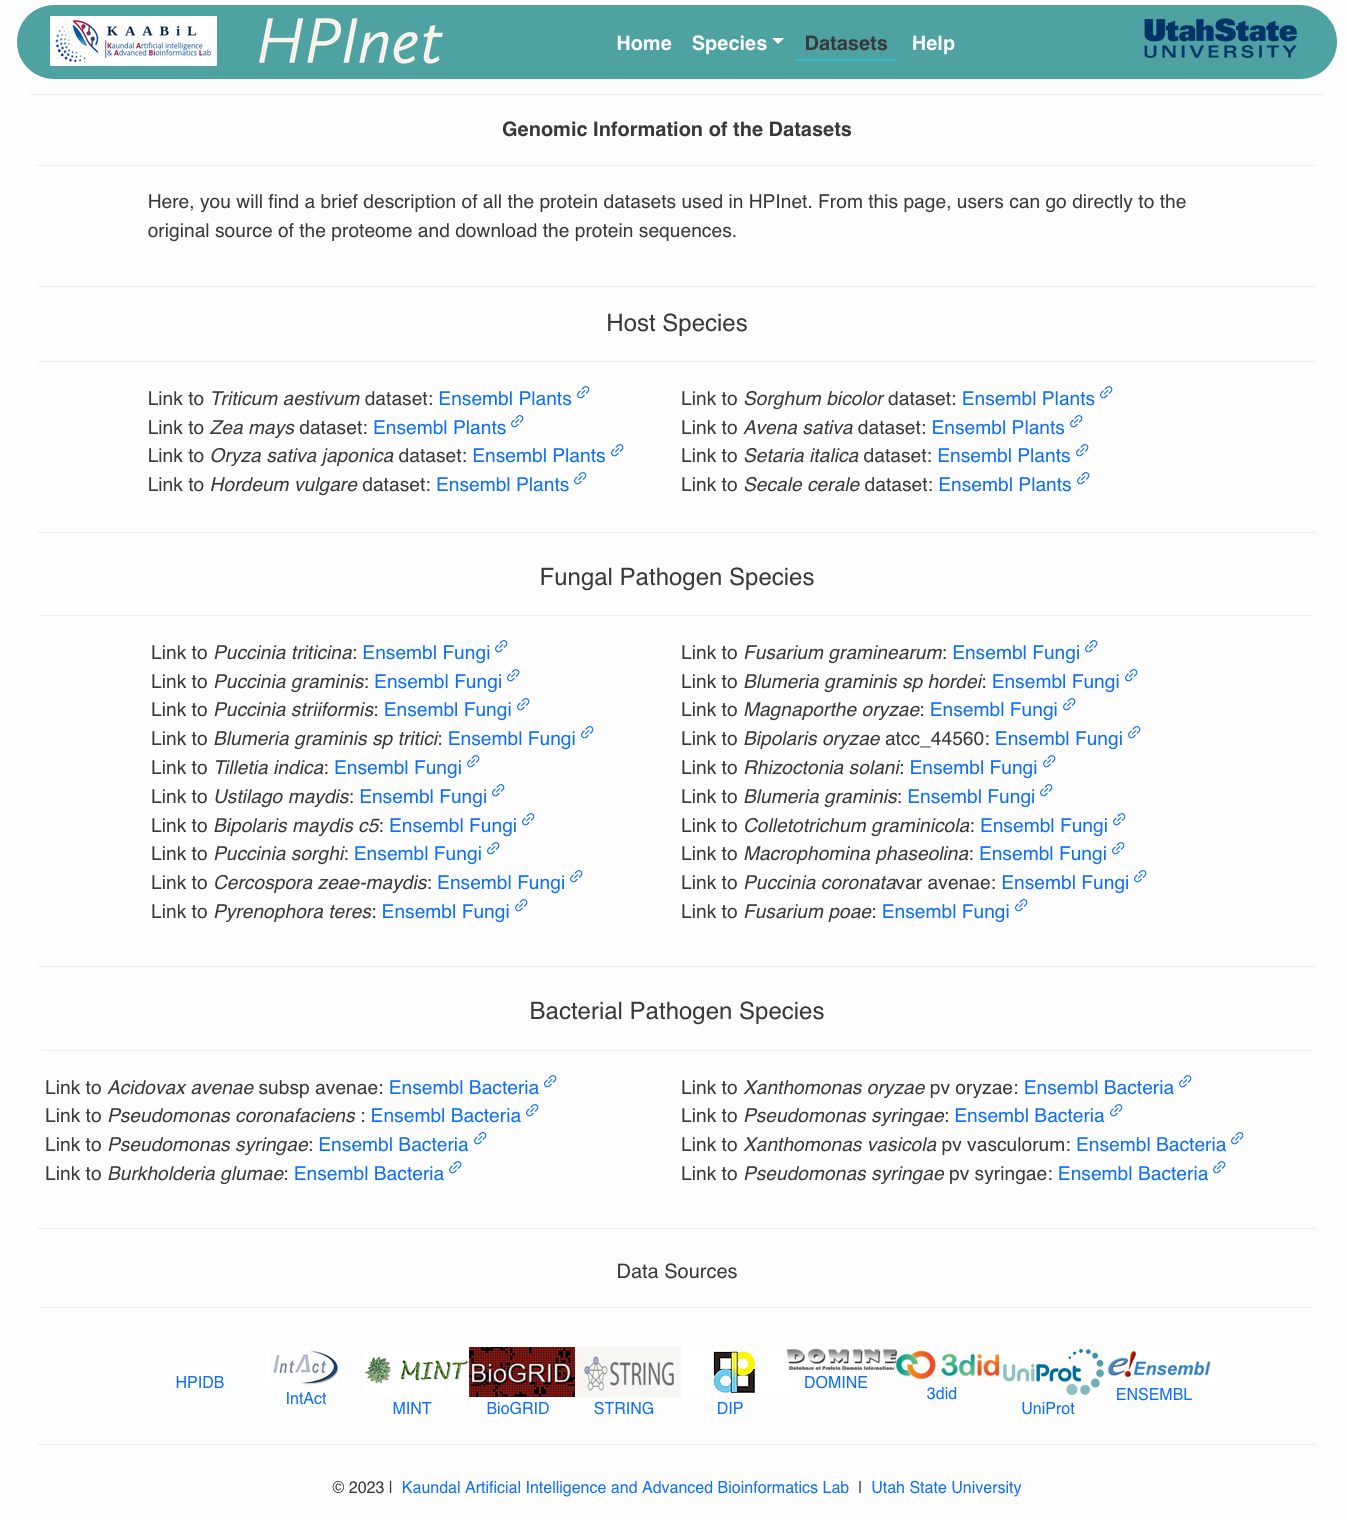 KAABiL
Kaundal Artificial intelligence
& Advanced Bioinformatics Lab
HPInet
Home Species Datasets Help
UtahState
UNIVERSITY
Genomic Information of the Datasets
Here, you will find a brief description of all the protein datasets used in HPInet. From this page, users can go directly to the
original source of the proteome and download the protein sequences.
Host Species
Link to Triticum aestivum dataset: Ensembl Plants
Link to Zea mays dataset: Ensembl Plants
Link to Oryza sativa japonica dataset: Ensembl Plants
Link to Hordeum vulgare dataset: Ensembl Plants
Link to Sorghum bicolor dataset: Ensembl Plants
Link to Avena sativa dataset: Ensembl Plants
Link to Setaria italica dataset: Ensembl Plants
Link to Secale cerale dataset: Ensembl Plants
Fungal Pathogen Species
Link to Puccinia triticina: Ensembl Fungi
Link to Puccinia graminis: Ensembl Fungi
Link to Puccinia striiformis: Ensembl Fungi
Link to Blumeria graminis sp tritici: Ensembl Fungi
Link to Tilletia indica: Ensembl Fungi
Link to Ustilago maydis: Ensembl Fungi
Link to Bipolaris maydis c5: Ensembl Fungi
Link to Puccinia sorghi: Ensembl Fungi
Link to Cercospora zeae-maydis: Ensembl Fungi
Link to Pyrenophora teres: Ensembl Fungi
Link to Fusarium graminearum: Ensembl Fungi
Link to Blumeria graminis sp hordei: Ensembl Fungi
Link to Magnaporthe oryzae: Ensembl Fungi
Link to Bipolaris oryzae atcc_44560: Ensembl Fungi
Link to Rhizoctonia solani: Ensembl Fungi
Link to Blumeria graminis: Ensembl Fungi
Link to Colletotrichum graminicola: Ensembl Fungi
Link to Macrophomina phaseolina: Ensembl Fungi
Link to Puccinia coronatavar avenae: Ensembl Fungi
Link to Fusarium poae: Ensembl Fungi
Bacterial Pathogen Species
Link to Acidovax avenae subsp avenae: Ensembl Bacteria
Link to Pseudomonas coronafaciens : Ensembl Bacteria
Link to Pseudomonas syringae: Ensembl Bacteria
Link to Burkholderia glumae: Ensembl Bacteria
Link to Xanthomonas oryzae pv oryzae: Ensembl Bacteria
Link to Pseudomonas syringae: Ensembl Bacteria
Link to Xanthomonas vasicola pv vasculorum: Ensembl Bacteria
Link to Pseudomonas syringae pv syringae: Ensembl Bacteria
Data Sources
IntAct MINT BioGRID STRING DIP DOMINE 3did UniProt e!Ensembl
Database of Protein Domain Interactions
HPIDB IntAct MINT BioGRID STRING DIP DOMINE 3did UniProt ENSEMBL
© 2023 | Kaundal Artificial Intelligence and Advanced Bioinformatics Lab | Utah State University